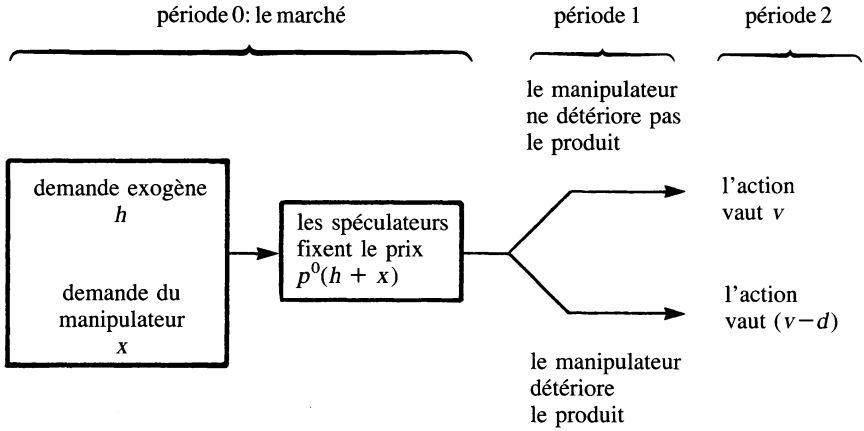 période 0: le marché
période 1
période 2
le manipulateur
ne détériore pas
le produit
demande exogène
h
demande du
manipulateur
x
les spéculateurs
fixent le prix
p⁰(h + x)
l'action
vaut v
l'action
vaut (v−d)
le manipulateur
détériore
le produit